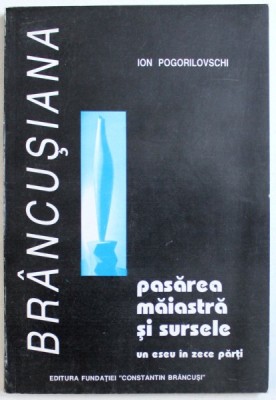 BRÂNCUȘIANA
ION POGORILOVSCHI
pasărea
măiastră
și sursele
un eseu în zece părți
EDITURA FUNDAȚIEI "CONSTANTIN BRÂNCUȘI"